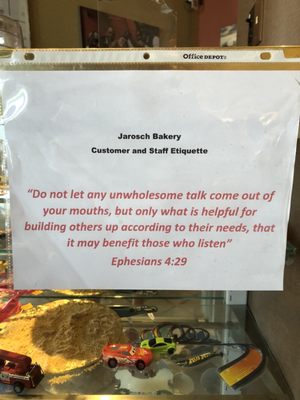 Office DEPOT
Jarosch Bakery
Customer and Staff Etiquette
“Do not let any unwholesome talk come out of
your mouths, but only what is helpful for
building others up according to their needs, that
it may benefit those who listen”
Ephesians 4:29